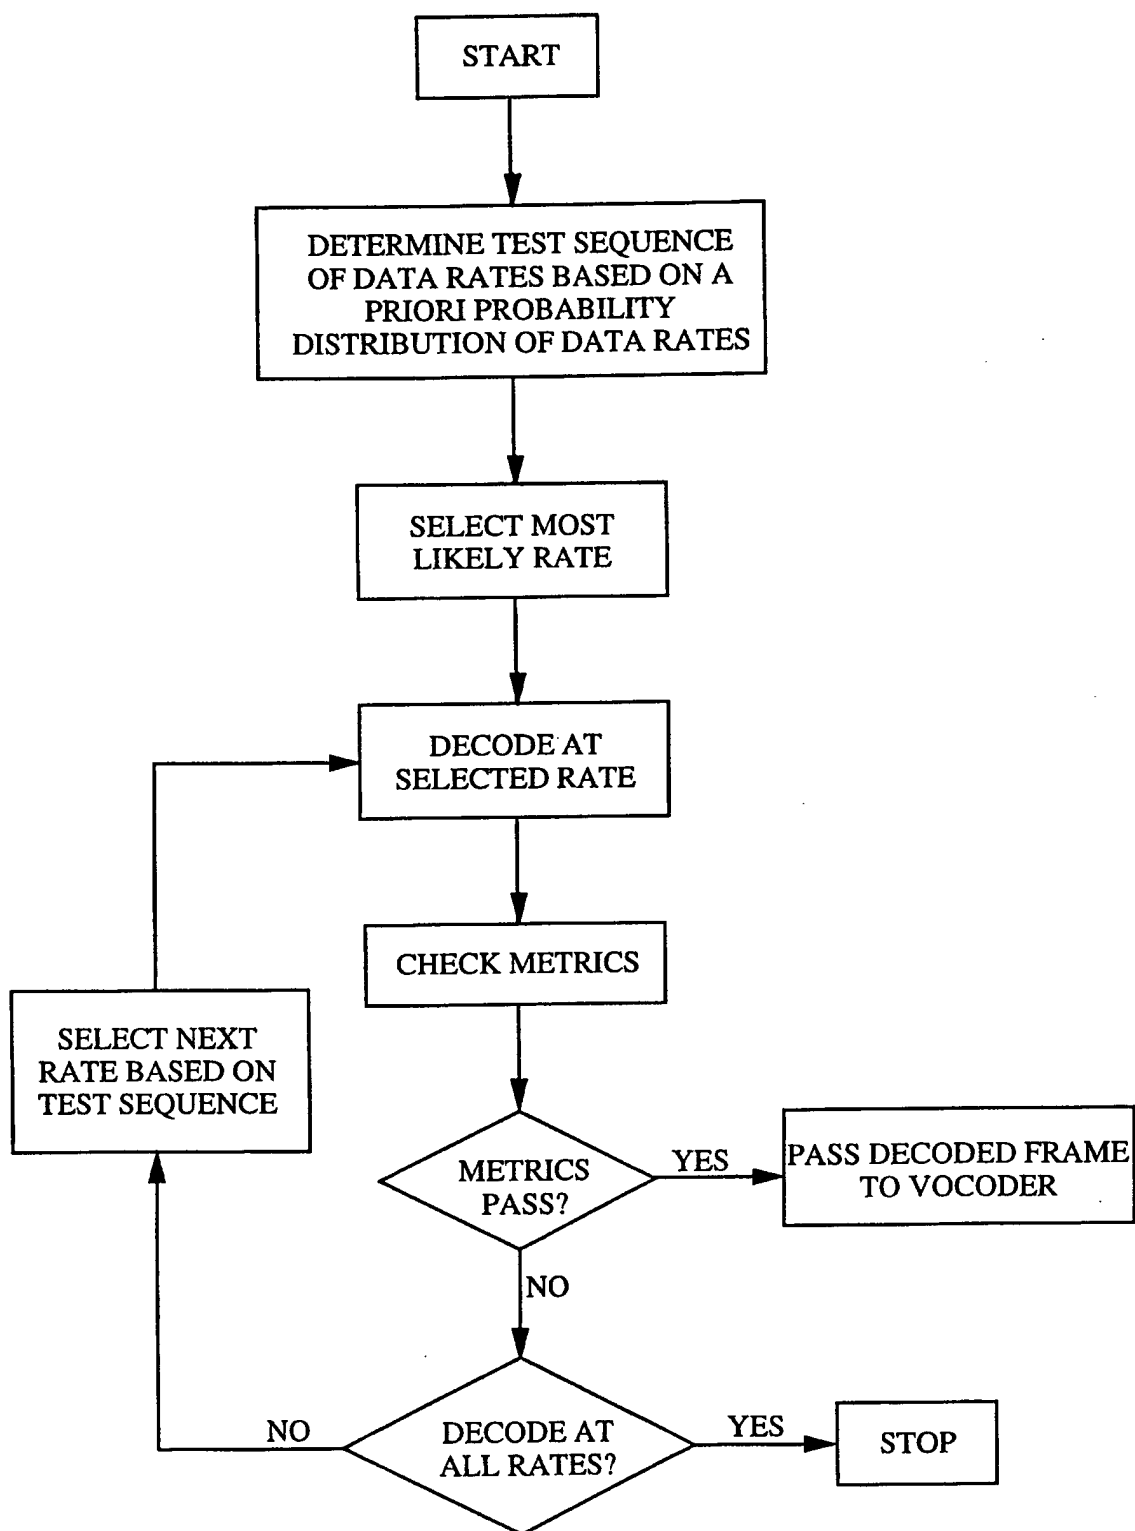 START
DETERMINE TEST SEQUENCE
OF DATA RATES BASED ON A
PRIORI PROBABILITY
DISTRIBUTION OF DATA RATES
SELECT MOST
LIKELY RATE
DECODE AT
SELECTED RATE
CHECK METRICS
SELECT NEXT
RATE BASED ON
TEST SEQUENCE
METRICS
PASS?
YES
PASS DECODED FRAME
TO VOCODER
NO
DECODE AT
ALL RATES?
NO
YES
STOP